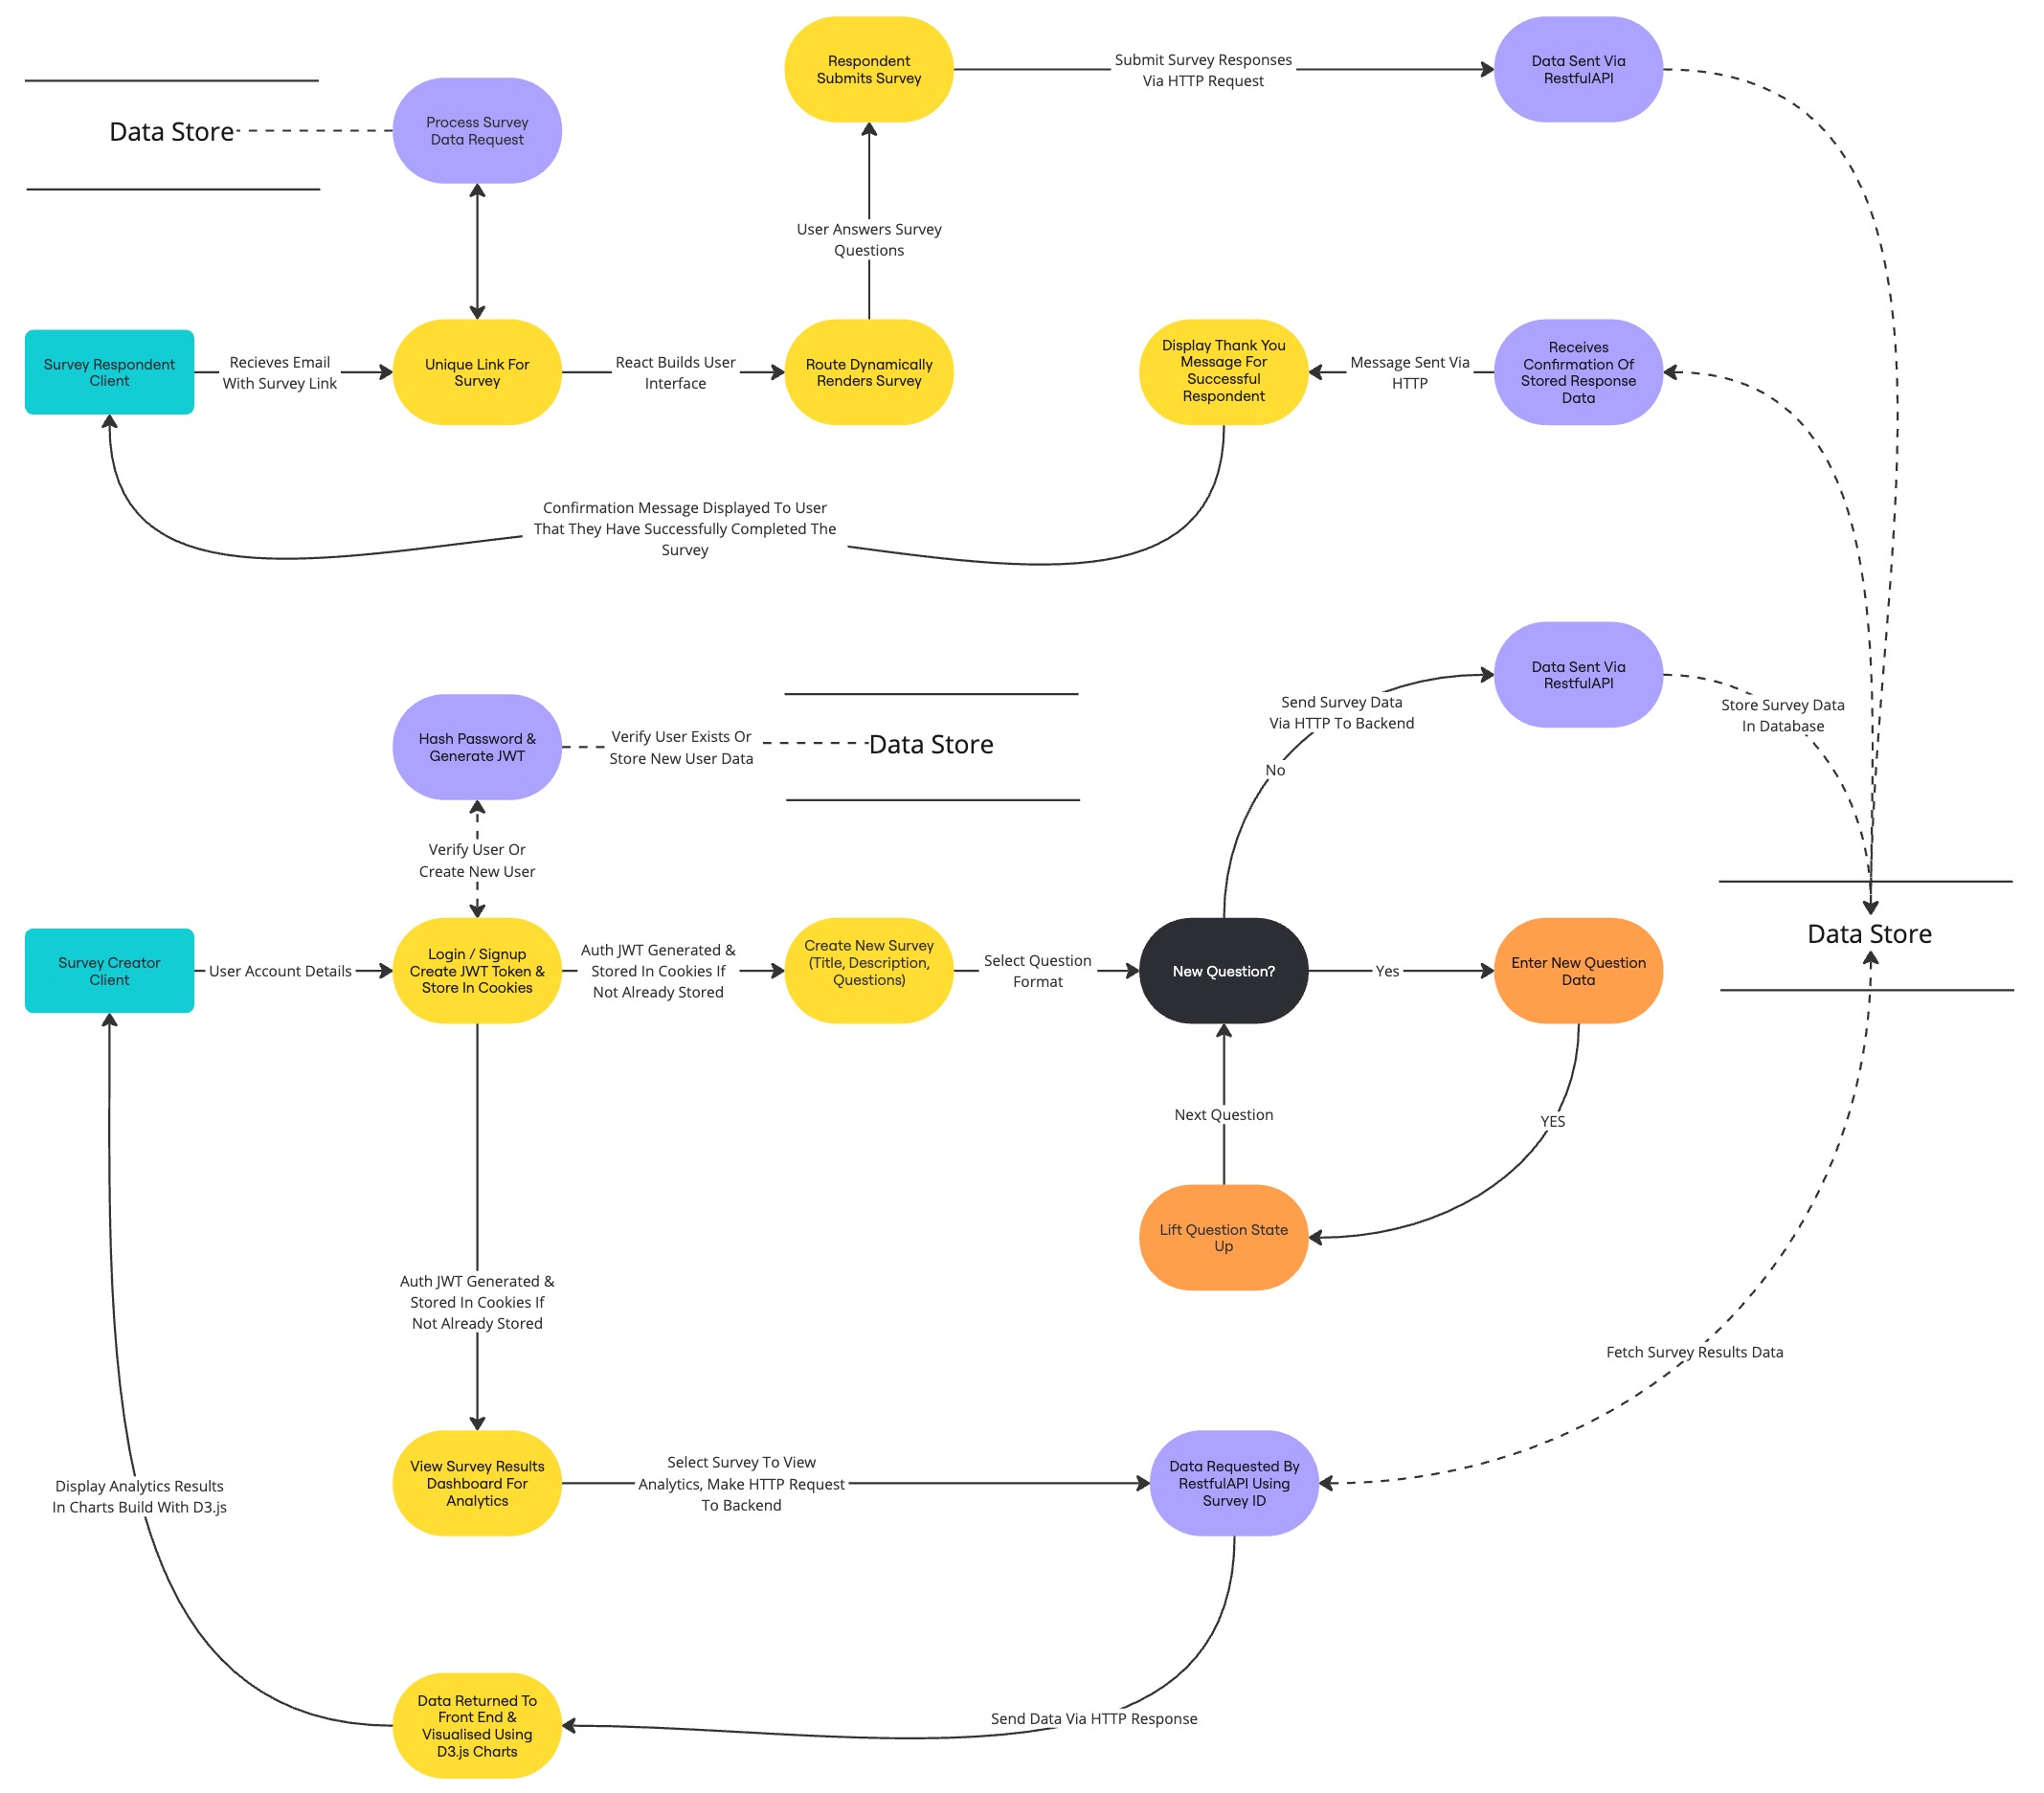 Respondent
Submits Survey
Submit Survey Responses
Via HTTP Request
Data Sent Via
RestfulAPI
Data Store
Process Survey
Data Request
User Answers Survey
Questions
Survey Respondent
Client
Recieves Email
With Survey Link
Unique Link For
Survey
React Builds User
Interface
Route Dynamically
Renders Survey
Display Thank You
Message For
Successful
Respondent
Message Sent Via
HTTP
Receives
Confirmation Of
Stored Response
Data
Confirmation Message Displayed To User
That They Have Successfully Completed The
Survey
Data Sent Via
RestfulAPI
Send Survey Data
Via HTTP To Backend
Store Survey Data
In Database
Hash Password &
Generate JWT
Verify User Exists Or
Store New User Data
Data Store
No
Verify User Or
Create New User
Survey Creator
Client
User Account Details
Login / Signup
Create JWT Token &
Store In Cookies
Auth JWT Generated &
Stored In Cookies If
Not Already Stored
Create New Survey
(Title, Description,
Questions)
Select Question
Format
New Question?
Yes
Enter New Question
Data
Data Store
Next Question
YES
Lift Question State
Up
Auth JWT Generated &
Stored In Cookies If
Not Already Stored
Fetch Survey Results Data
Display Analytics Results
In Charts Build With D3.js
View Survey Results
Dashboard For
Analytics
Select Survey To View
Analytics, Make HTTP Request
To Backend
Data Requested By
RestfulAPI Using
Survey ID
Data Returned To
Front End &
Visualised Using
D3.js Charts
Send Data Via HTTP Response